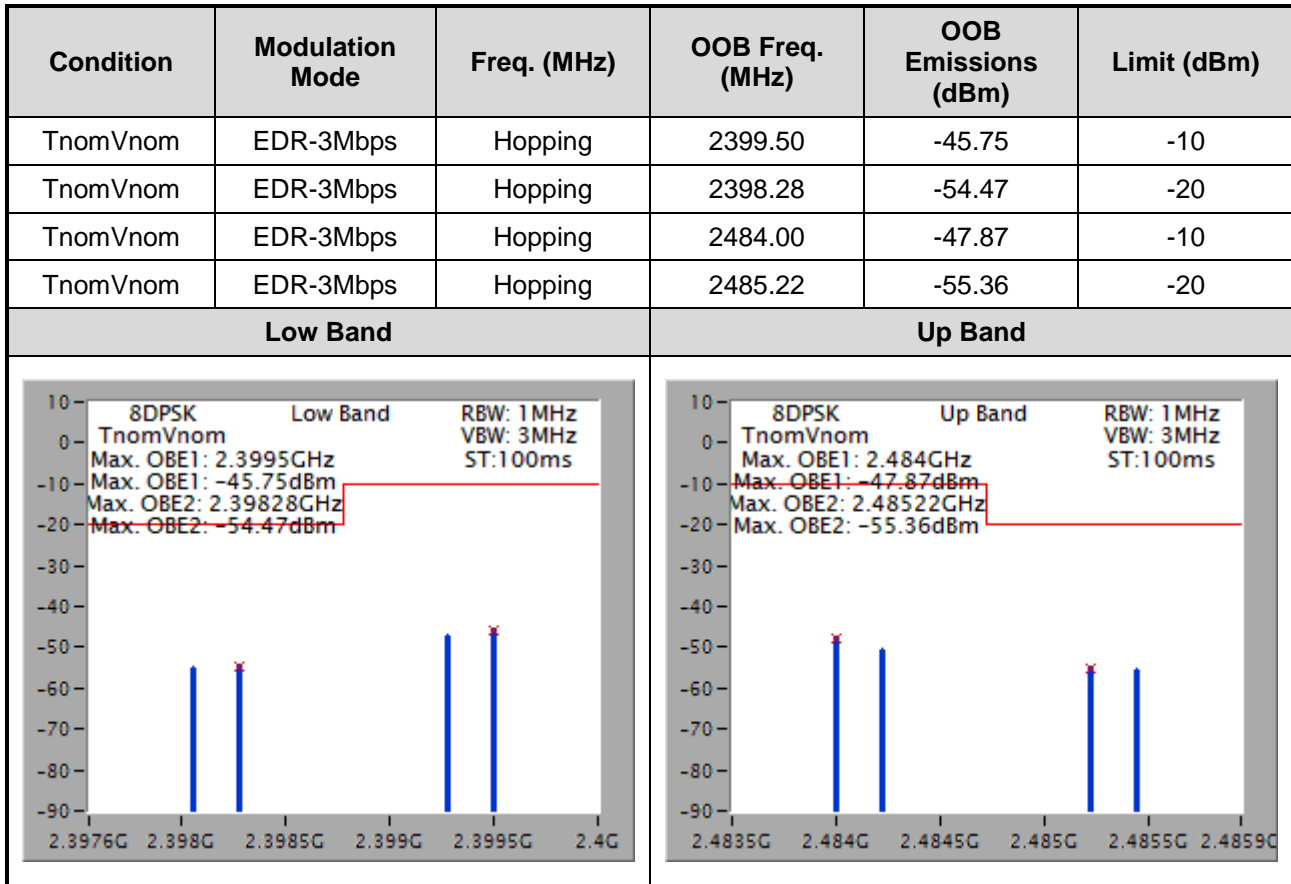 Condition Modulation Mode Freq. (MHz) OOB Freq. (MHz) OOB Emissions (dBm) Limit (dBm)
TnomVnom EDR-3Mbps Hopping 2399.50 -45.75 -10
TnomVnom EDR-3Mbps Hopping 2398.28 -54.47 -20
TnomVnom EDR-3Mbps Hopping 2484.00 -47.87 -10
TnomVnom EDR-3Mbps Hopping 2485.22 -55.36 -20
Low Band Up Band
8DPSK Low Band RBW: 1MHz
TnomVnom VBW: 3MHz
Max. OBE1: 2.3995GHz ST:100ms
Max. OBE1: -45.75dBm
Max. OBE2: 2.39828GHz
Max. OBE2: -54.47dBm
10
0
-10
-20
-30
-40
-50
-60
-70
-80
-90
2.3976G 2.398G 2.3985G 2.399G 2.3995G 2.4G
8DPSK Up Band RBW: 1MHz
TnomVnom VBW: 3MHz
Max. OBE1: 2.484GHz ST:100ms
Max. OBE1: -47.87dBm
Max. OBE2: 2.48522GHz
Max. OBE2: -55.36dBm
10
0
-10
-20
-30
-40
-50
-60
-70
-80
-90
2.4835G 2.484G 2.4845G 2.485G 2.4855G 2.4859G